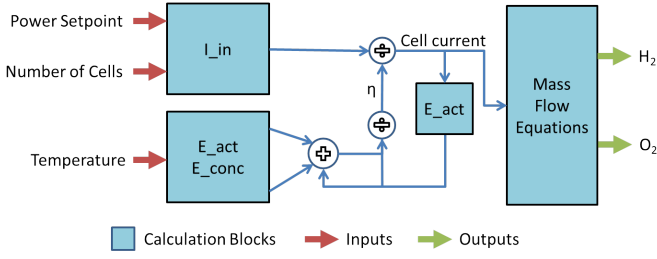 Power Setpoint
Number of Cells
I_in
Cell current
η
Temperature
E_act
E_conc
E_act
Mass
Flow
Equations
H₂
O₂
Calculation Blocks
Inputs
Outputs